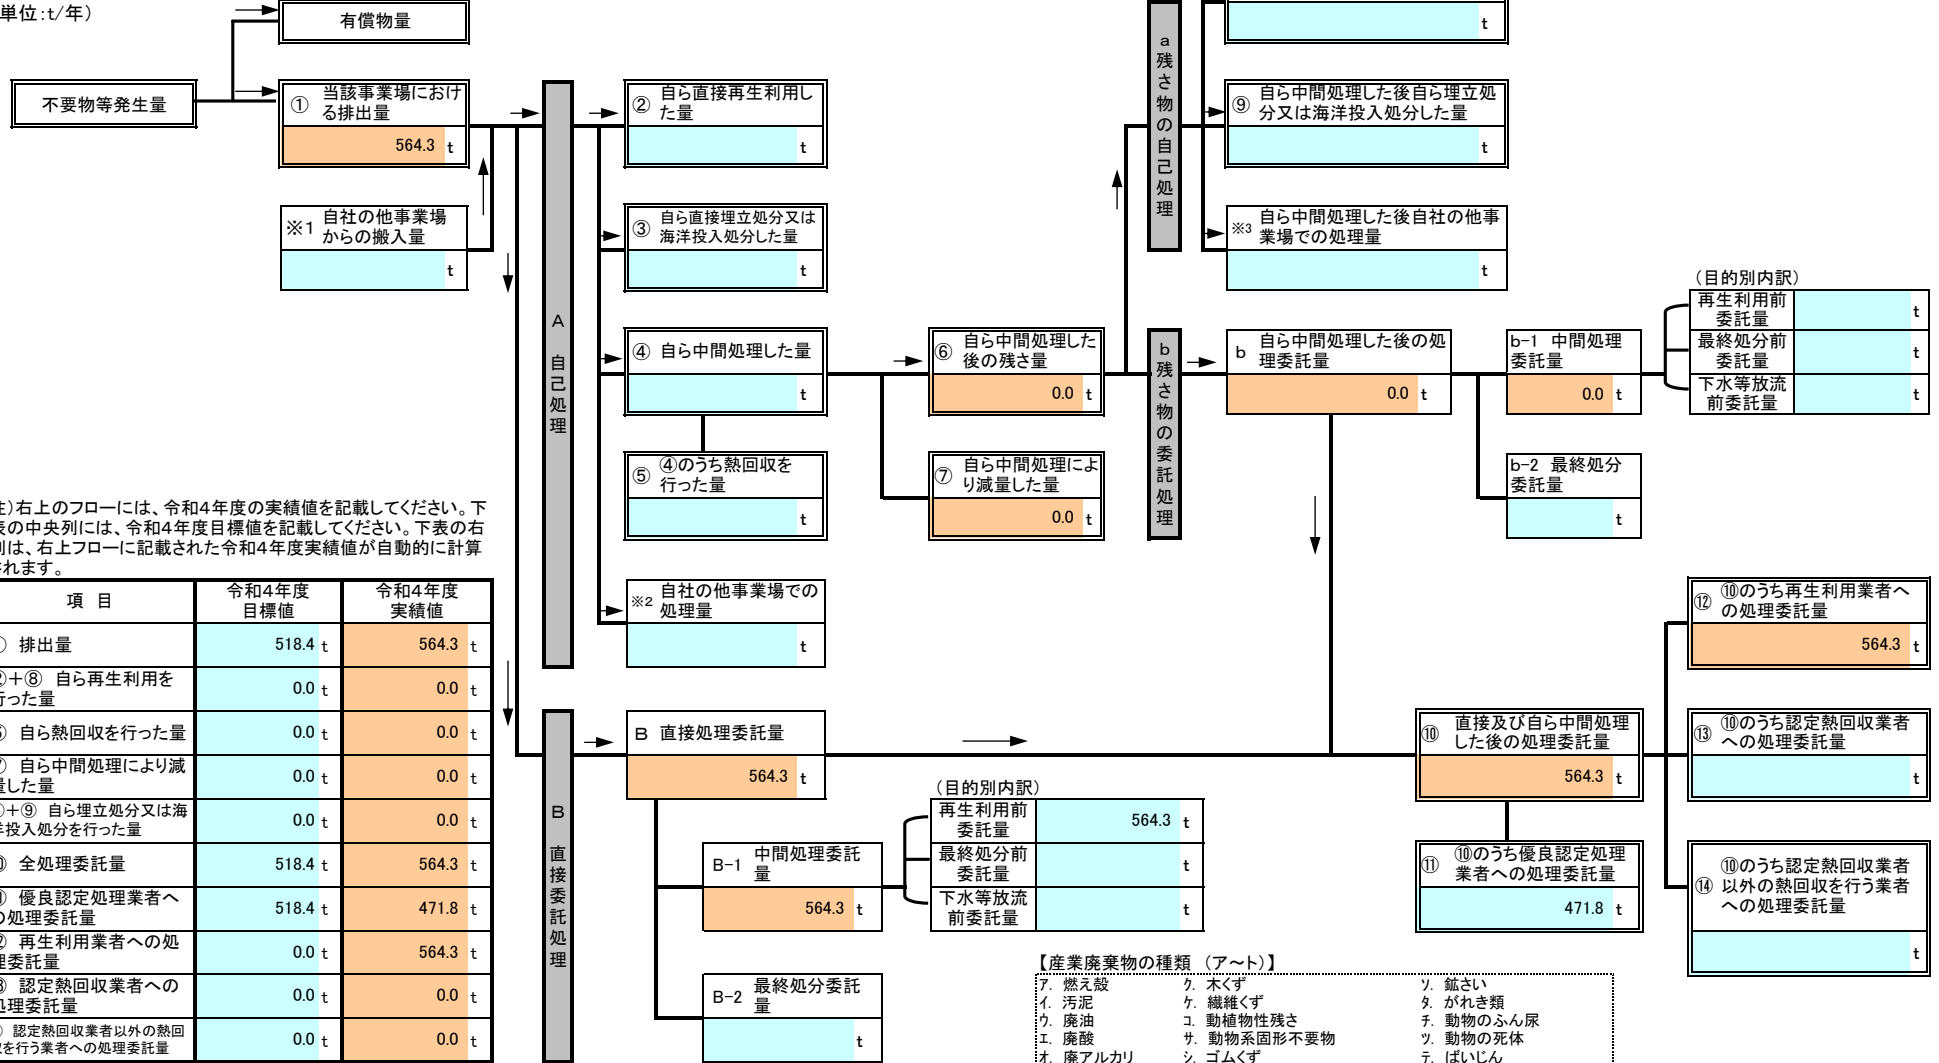 単位:t/年)
有償物量
t
不要物等発生量
① 当該事業場におけ
る排出量
564.3 t
※1 自社の他事業場
からの搬入量
t
A 自己処理
② 自ら直接再生利用し
た量
t
③ 自ら直接埋立処分又は
海洋投入処分した量
t
④ 自ら中間処理した量
t
⑤ ④のうち熱回収を
行った量
t
※2 自社の他事業場での
処理量
t
⑥ 自ら中間処理した
後の残さ量
0.0 t
⑦ 自ら中間処理によ
り減量した量
0.0 t
a 残さ物の自己処理
⑨ 自ら中間処理した後自ら埋立処
分又は海洋投入処分した量
t
※3 自ら中間処理した後自社の他事
業場での処理量
t
b 残さ物の委託処理
b 自ら中間処理した後の処
理委託量
0.0 t
b-1 中間処理
委託量
0.0 t
b-2 最終処分
委託量
t
(目的別内訳)
再生利用前
委託量
t
最終処分前
委託量
t
下水等放流
前委託量
t
)右上のフローには、令和4年度の実績値を記載してください。下
の中央列には、令和4年度目標値を記載してください。下表の右
は、右上フローに記載された令和4年度実績値が自動的に計算
れます。
項 目
令和4年度
目標値
令和4年度
実績値
排出量 518.4 t 564.3 t
+⑧ 自ら再生利用を
行った量 0.0 t 0.0 t
自ら熱回収を行った量 0.0 t 0.0 t
自ら中間処理により減
量した量 0.0 t 0.0 t
+⑨ 自ら埋立処分又は海
洋投入処分を行った量 0.0 t 0.0 t
全処理委託量 518.4 t 564.3 t
優良認定処理業者へ
の処理委託量 518.4 t 471.8 t
再生利用業者への処
理委託量 0.0 t 564.3 t
認定熱回収業者への
処理委託量 0.0 t 0.0 t
認定熱回収業者以外の熱回
収を行う業者への処理委託量 0.0 t 0.0 t
B 直接委託処理
B 直接処理委託量
564.3 t
B-1 中間処理委託
量
564.3 t
B-2 最終処分委託
量
t
(目的別内訳)
再生利用前
委託量
564.3 t
最終処分前
委託量
t
下水等放流
前委託量
t
⑩ 直接及び自ら中間処理
した後の処理委託量
564.3 t
⑪ ⑩のうち優良認定処理
業者への処理委託量
471.8 t
⑫ ⑩のうち再生利用業者へ
の処理委託量
564.3 t
⑬ ⑩のうち認定熱回収業者
への処理委託量
t
⑭ ⑩のうち認定熱回収業者
以外の熱回収を行う業者
への処理委託量
t
【産業廃棄物の種類 (ア~ト)】
ア. 燃え殻 ク. 木くず ソ. 鉱さい
イ. 汚泥 ケ. 繊維くず タ. がれき類
ウ. 廃油 コ. 動植物性残さ チ. 動物のふん尿
エ. 廃酸 サ. 動物系固形不要物 ツ. 動物の死体
オ. 廃アルカリ シ. ゴムくず テ. ばいじん